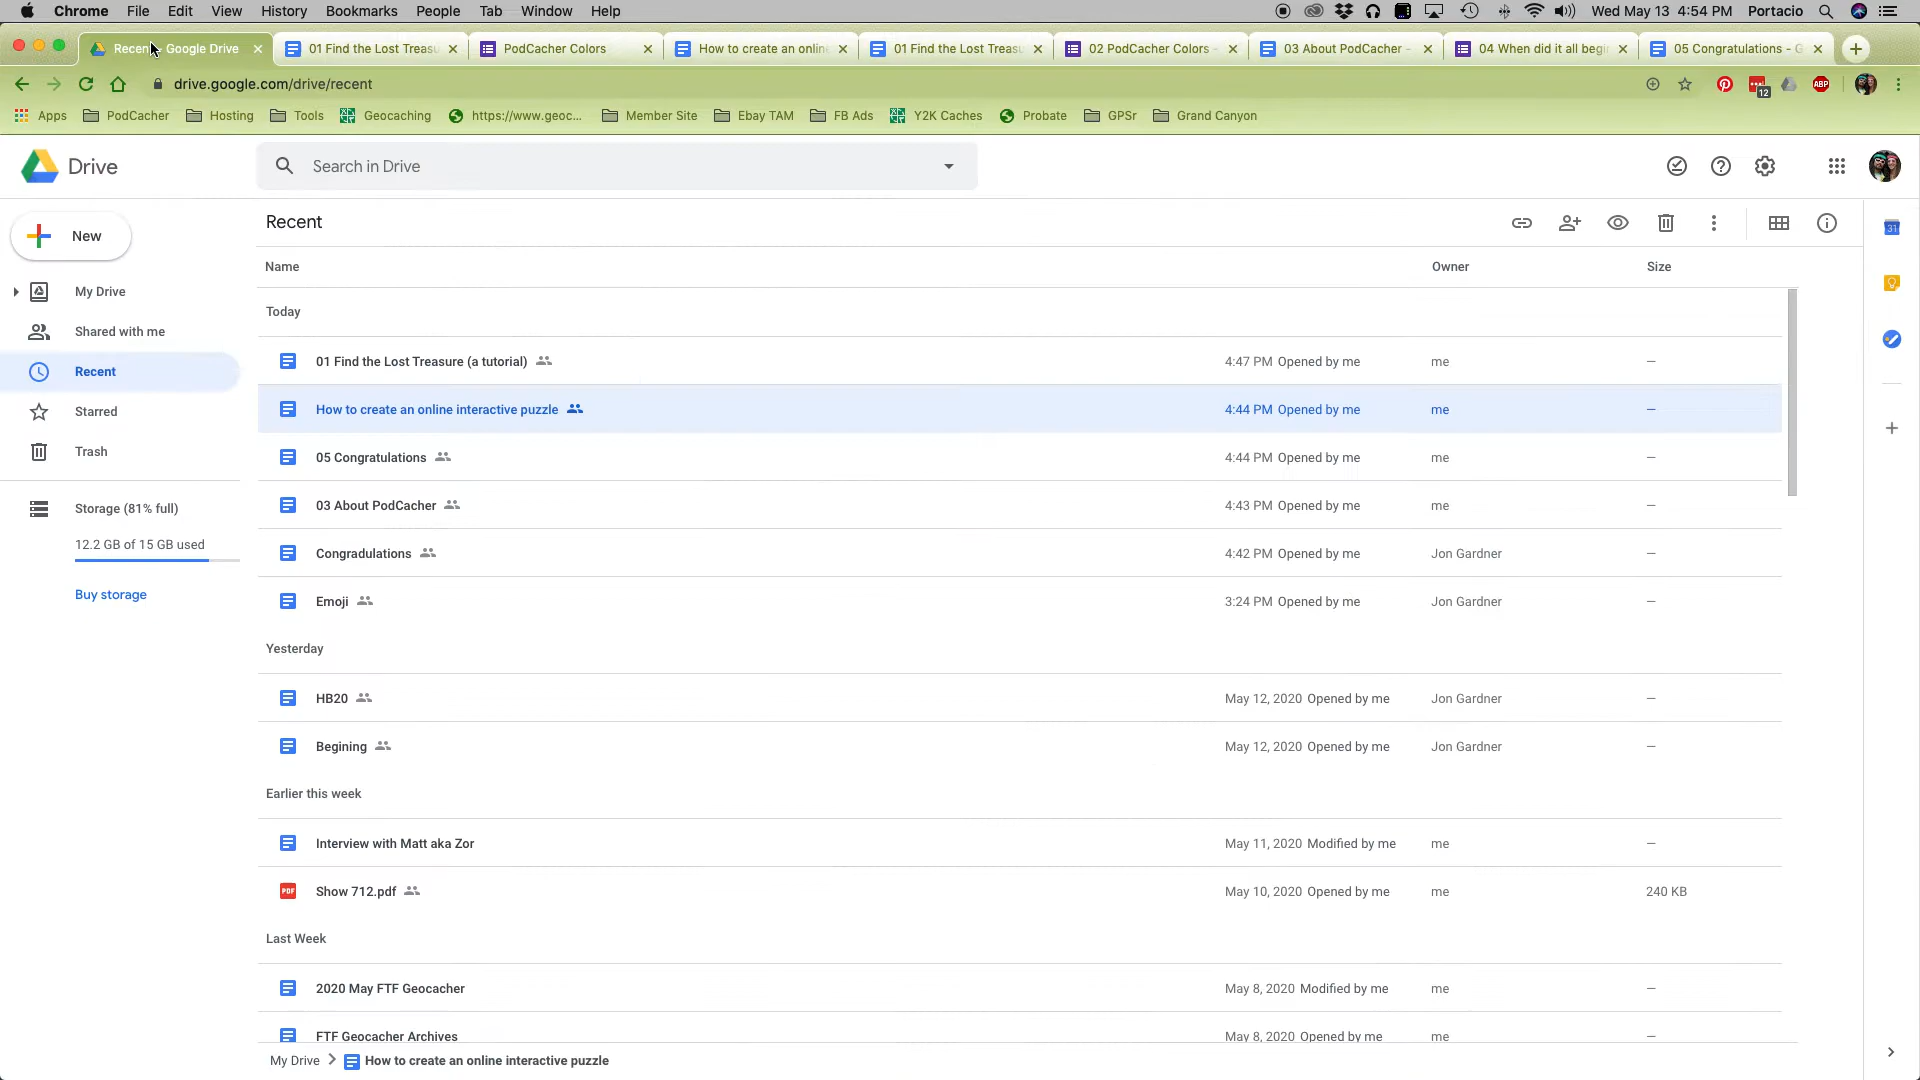 Chrome File Edit View History Bookmarks People Tab Window Help Wed May 13 4:54 PM Portacio
Recent - Google Drive 01 Find the Lost Treasu PodCacher Colors How to create an onlin 01 Find the Lost Treasu 02 PodCacher Colors - 03 About PodCacher - 04 When did it all begi 05 Congratulations - G
drive.google.com/drive/recent 12 ABP
Apps PodCacher Hosting Tools Geocaching https://www.geoc... Member Site Ebay TAM FB Ads Y2K Caches Probate GPSr Grand Canyon
Drive Search in Drive
New
Recent
31
Name Owner Size
My Drive
Today
Shared with me
01 Find the Lost Treasure (a tutorial) 4:47 PM Opened by me me –
Recent
Starred
How to create an online interactive puzzle 4:44 PM Opened by me me –
Trash
05 Congratulations 4:44 PM Opened by me me –
Storage (81% full)
03 About PodCacher 4:43 PM Opened by me me –
12.2 GB of 15 GB used
Congradulations 4:42 PM Opened by me Jon Gardner –
Buy storage
Emoji 3:24 PM Opened by me Jon Gardner –
Yesterday
HB20 May 12, 2020 Opened by me Jon Gardner –
Begining May 12, 2020 Opened by me Jon Gardner –
Earlier this week
Interview with Matt aka Zor May 11, 2020 Modified by me me –
PDF Show 712.pdf May 10, 2020 Opened by me me 240 KB
Last Week
2020 May FTF Geocacher May 8, 2020 Modified by me me –
FTF Geocacher Archives May 8, 2020 Opened by me me –
My Drive > How to create an online interactive puzzle